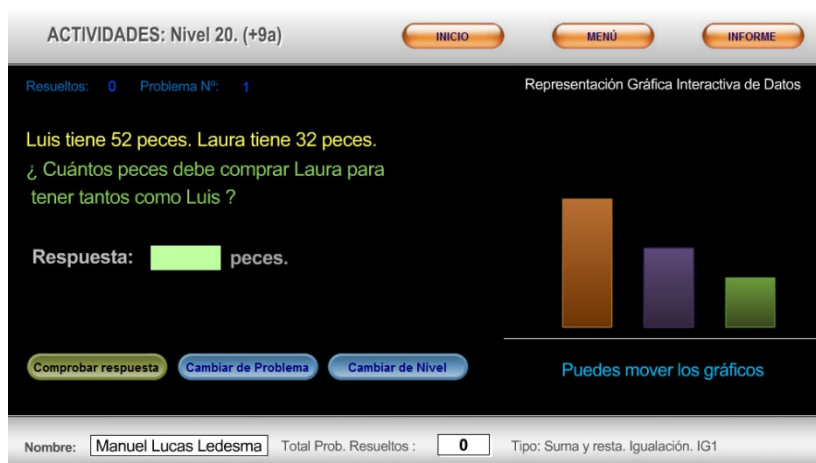 ACTIVIDADES: Nivel 20. (+9a)
INICIO
MENÚ
INFORME
Resueltos: 0 Problema Nº: 1
Representación Gráfica Interactiva de Datos
Luis tiene 52 peces. Laura tiene 32 peces.
¿ Cuántos peces debe comprar Laura para
tener tantos como Luis ?
Respuesta: peces.
Comprobar respuesta
Cambiar de Problema
Cambiar de Nivel
Puedes mover los gráficos
Nombre: Manuel Lucas Ledesma Total Prob. Resueltos : 0 Tipo: Suma y resta. Igualación. IG1